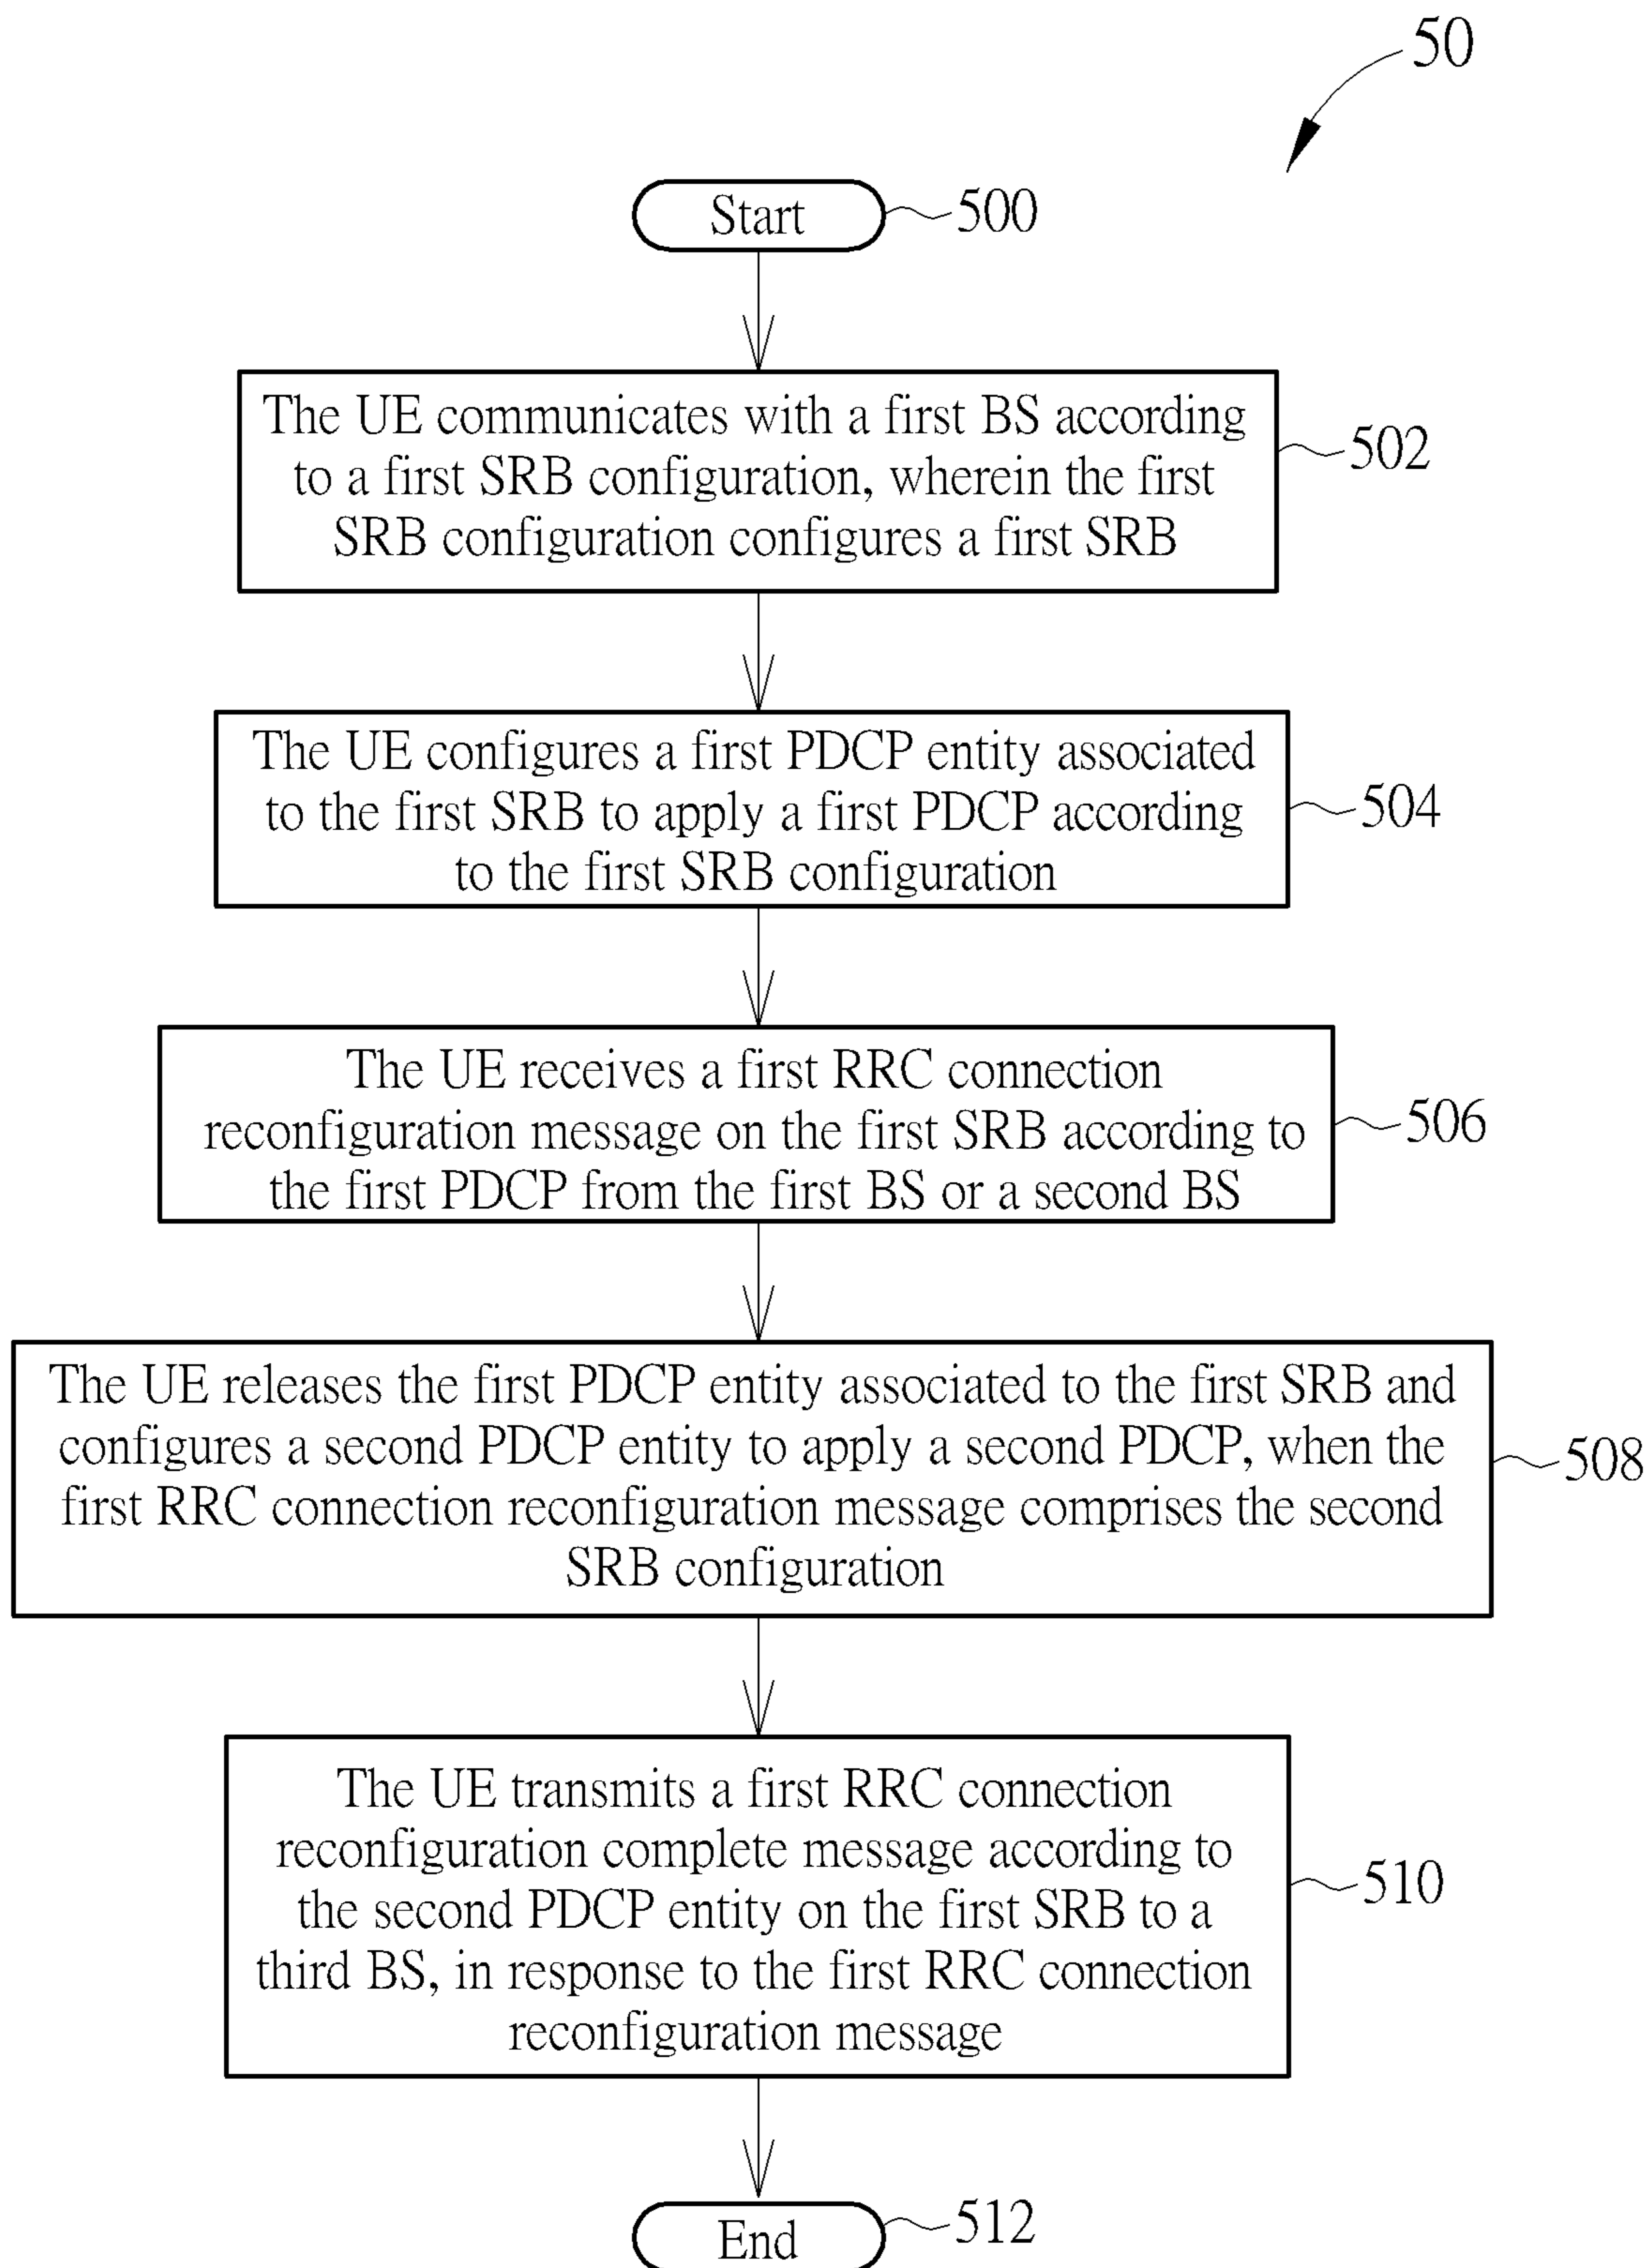 50
Start
500
The UE communicates with a first BS according
to a first SRB configuration, wherein the first
SRB configuration configures a first SRB
502
The UE configures a first PDCP entity associated
to the first SRB to apply a first PDCP according
to the first SRB configuration
504
The UE receives a first RRC connection
reconfiguration message on the first SRB according to
the first PDCP from the first BS or a second BS
506
The UE releases the first PDCP entity associated to the first SRB and
configures a second PDCP entity to apply a second PDCP, when the
first RRC connection reconfiguration message comprises the second
SRB configuration
508
The UE transmits a first RRC connection
reconfiguration complete message according to
the second PDCP entity on the first SRB to a
third BS, in response to the first RRC connection
reconfiguration message
510
End
512